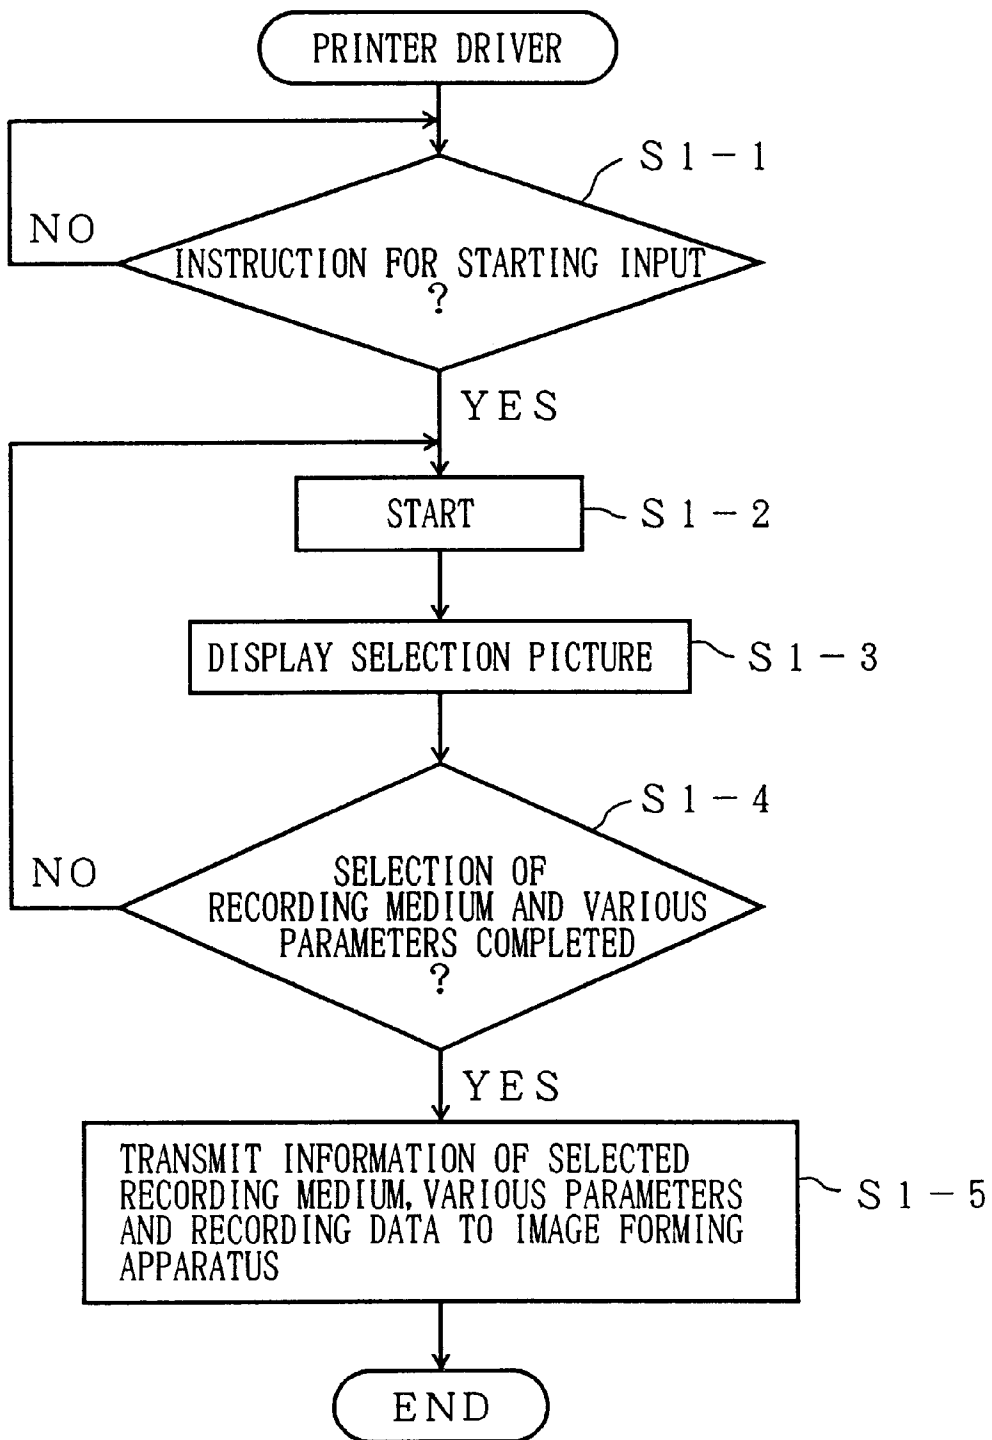 PRINTER DRIVER
S1-1
NO
INSTRUCTION FOR STARTING INPUT
?
YES
START
S1-2
DISPLAY SELECTION PICTURE
S1-3
S1-4
NO
SELECTION OF
RECORDING MEDIUM AND VARIOUS
PARAMETERS COMPLETED
?
YES
TRANSMIT INFORMATION OF SELECTED
RECORDING MEDIUM, VARIOUS PARAMETERS
AND RECORDING DATA TO IMAGE FORMING
APPARATUS
S1-5
END